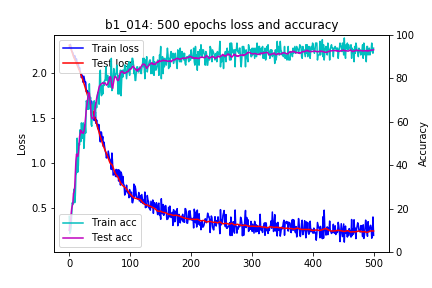 b1_014: 500 epochs loss and accuracy
Train loss
Test loss
Train acc
Test acc
Loss
2.0
1.5
1.0
0.5
Accuracy
100
80
60
40
20
0
0
100
200
300
400
500